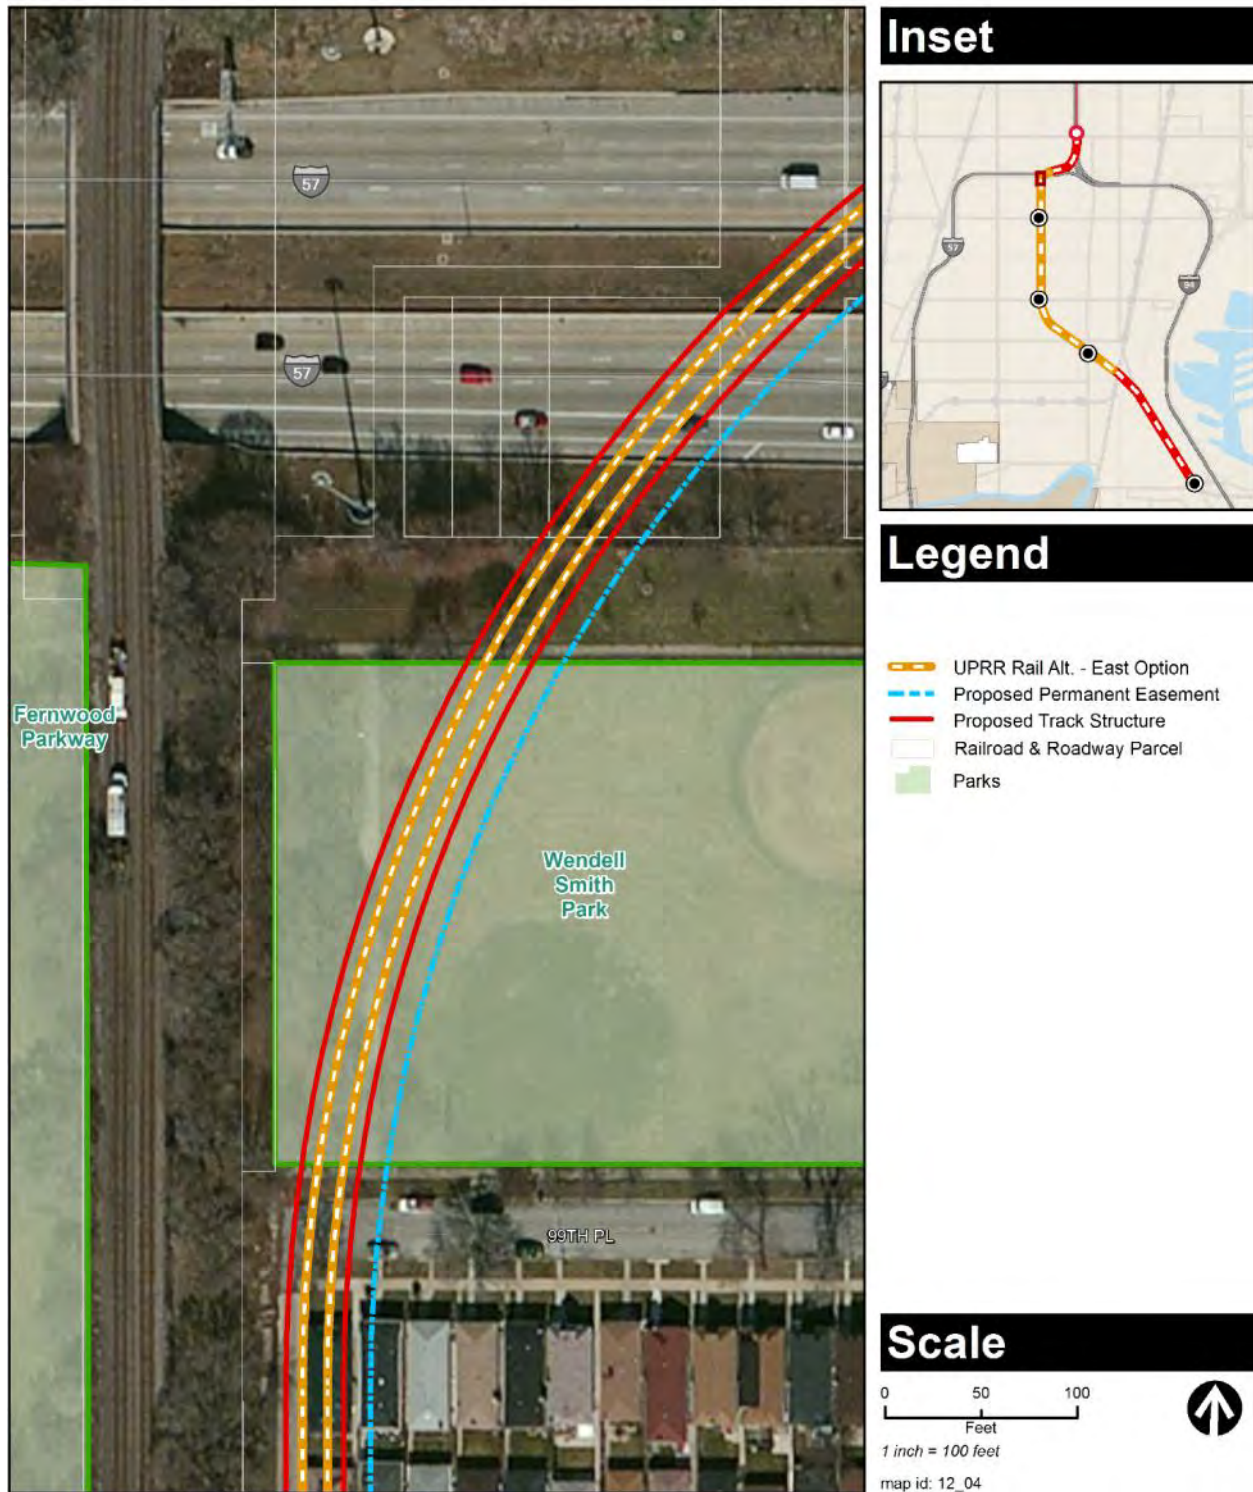 57
57
Fernwood
Parkway
Wendell
Smith
Park
99TH PL
Inset
57
94
Legend
UPRR Rail Alt. - East Option
Proposed Permanent Easement
Proposed Track Structure
Railroad & Roadway Parcel
Parks
Scale
0 50 100
Feet
1 inch = 100 feet
map id: 12_04